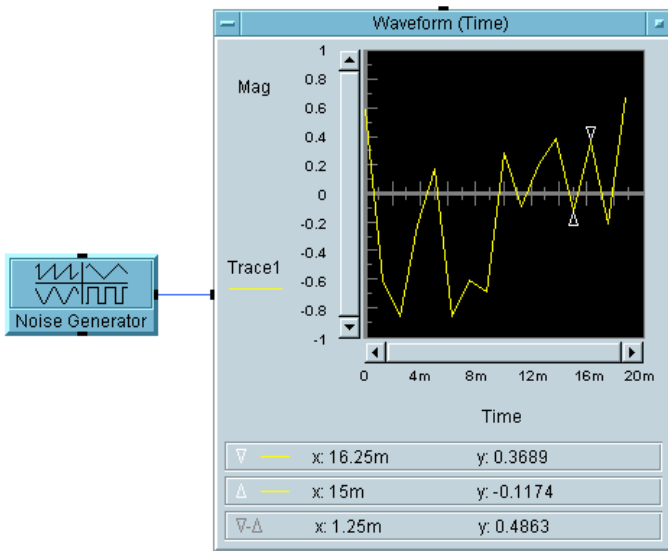 Waveform (Time)
Mag
1
0.8
0.6
0.4
0.2
0
-0.2
-0.4
-0.6
-0.8
-1
Trace1
Noise Generator
0 4m 8m 12m 16m 20m
Time
x: 16.25m y: 0.3689
x: 15m y: -0.1174
∇-Δ x: 1.25m y: 0.4863